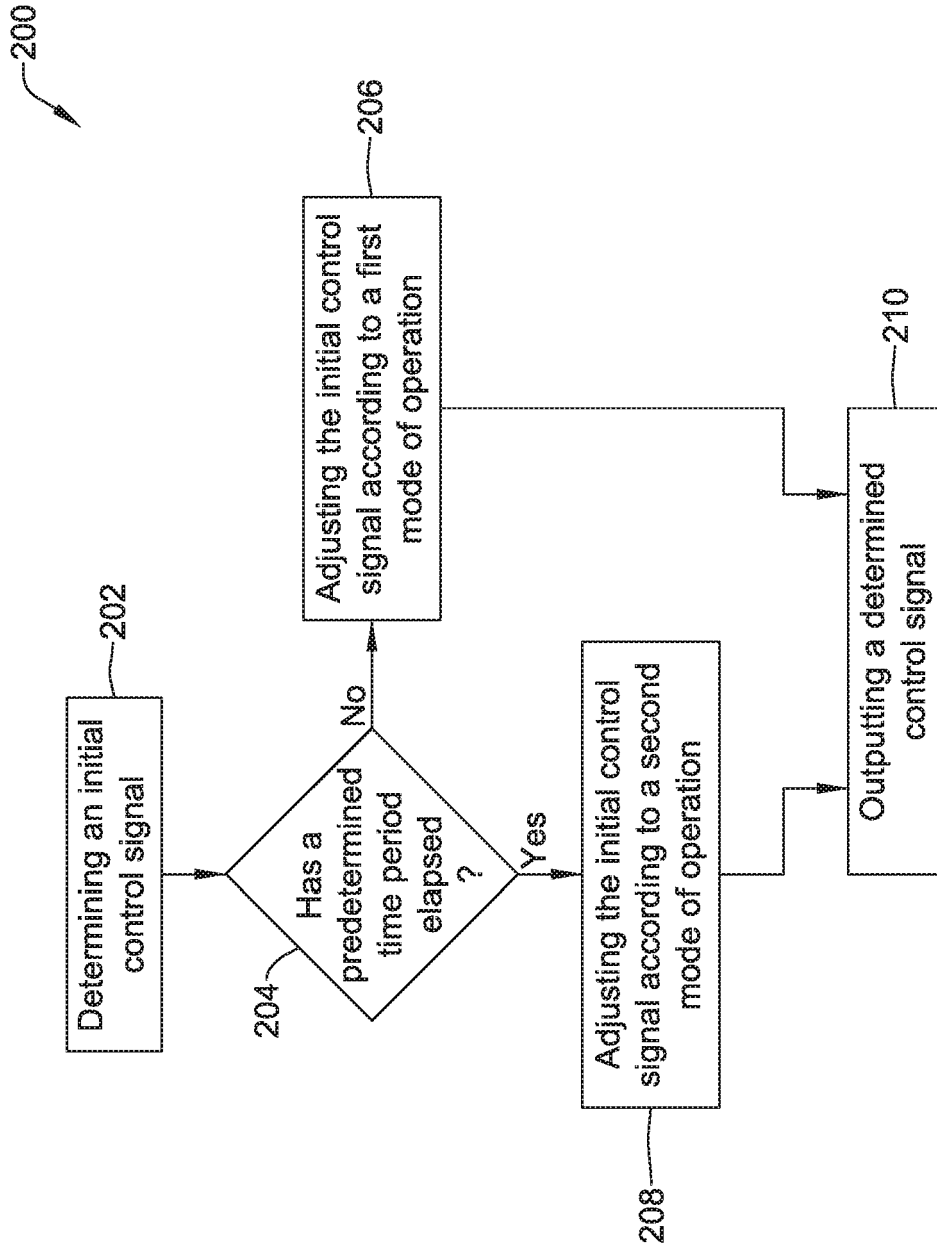 200
202
Determining an initial
control signal
204
Has a
predetermined
time period
elapsed
?
No
Yes
206
Adjusting the initial control
signal according to a first
mode of operation
208
Adjusting the initial control
signal according to a second
mode of operation
210
Outputting a determined
control signal